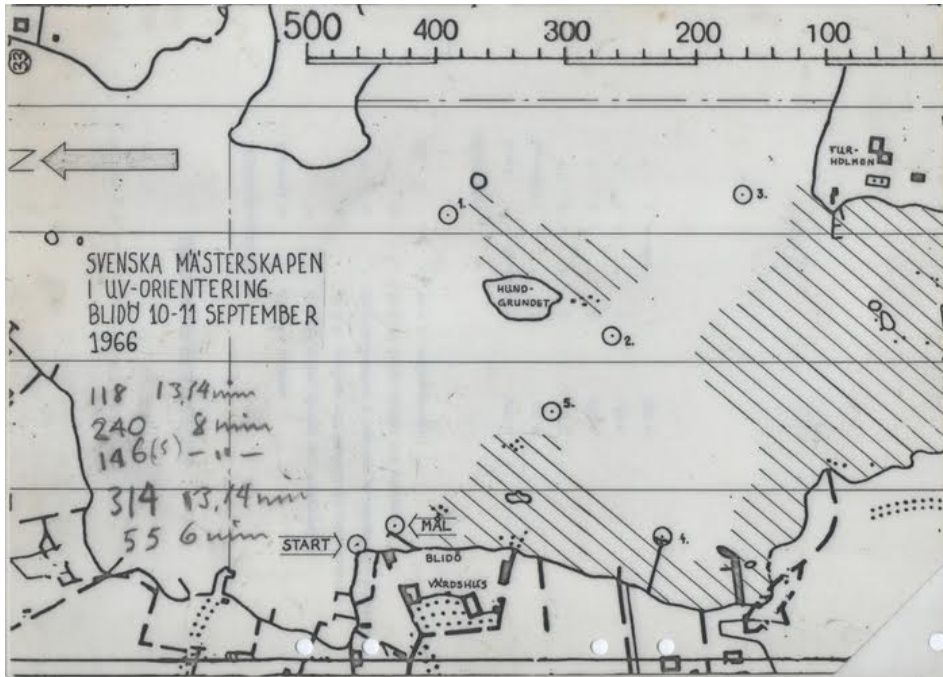 500 400 300 200 100
33
N
TUR-
HOLMEN
1.
3.
HUND-
GRUNDET
SVENSKA MÄSTERSKAPEN
I UV-ORIENTERING
BLIDÖ 10-11 SEPTEMBER
1966
2.
118 13,14 min
240 8 min
146(S) - " -
5.
314 13,14 min
55 6 min
START
MÅL
4.
BLIDÖ
VÄRDSHUS